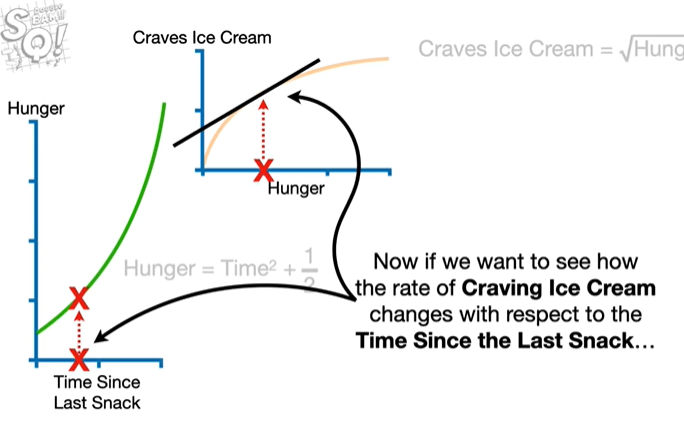 SQ!
Craves Ice Cream
Craves Ice Cream = √Hung
Hunger
Hunger
Hunger = Time² + 1/2
Now if we want to see how
the rate of Craving Ice Cream
changes with respect to the
Time Since the Last Snack...
Time Since
Last Snack